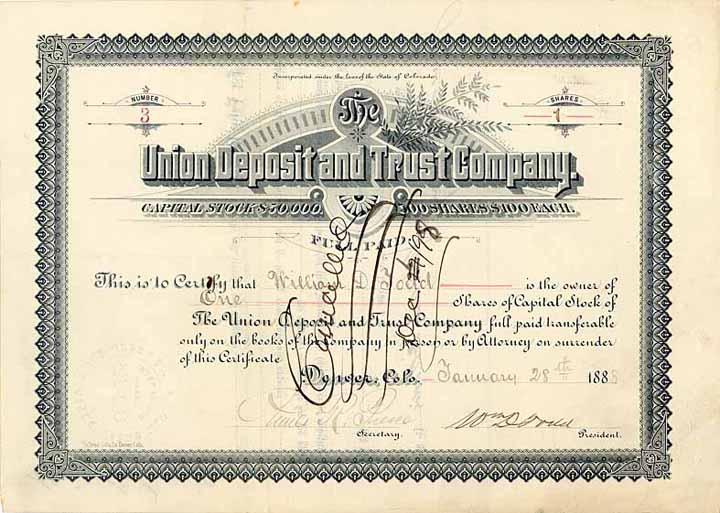 Incorporated under the laws of the State of Colorado.
NUMBER
3
SHARES
1
The
Union Deposit and Trust Company.
CAPITAL STOCK $50,000 500 SHARES $100 EACH.
FULL PAID.
This is to Certify that William D. Todd is the owner of
One Shares of Capital Stock of
The Union Deposit and Trust Company full paid transferable
only on the books of the Company in Person or by Attorney on surrender
of this Certificate
Denver, Colo. January 28th 1888
Cancelled
Wm D Todd
Secretary. President.